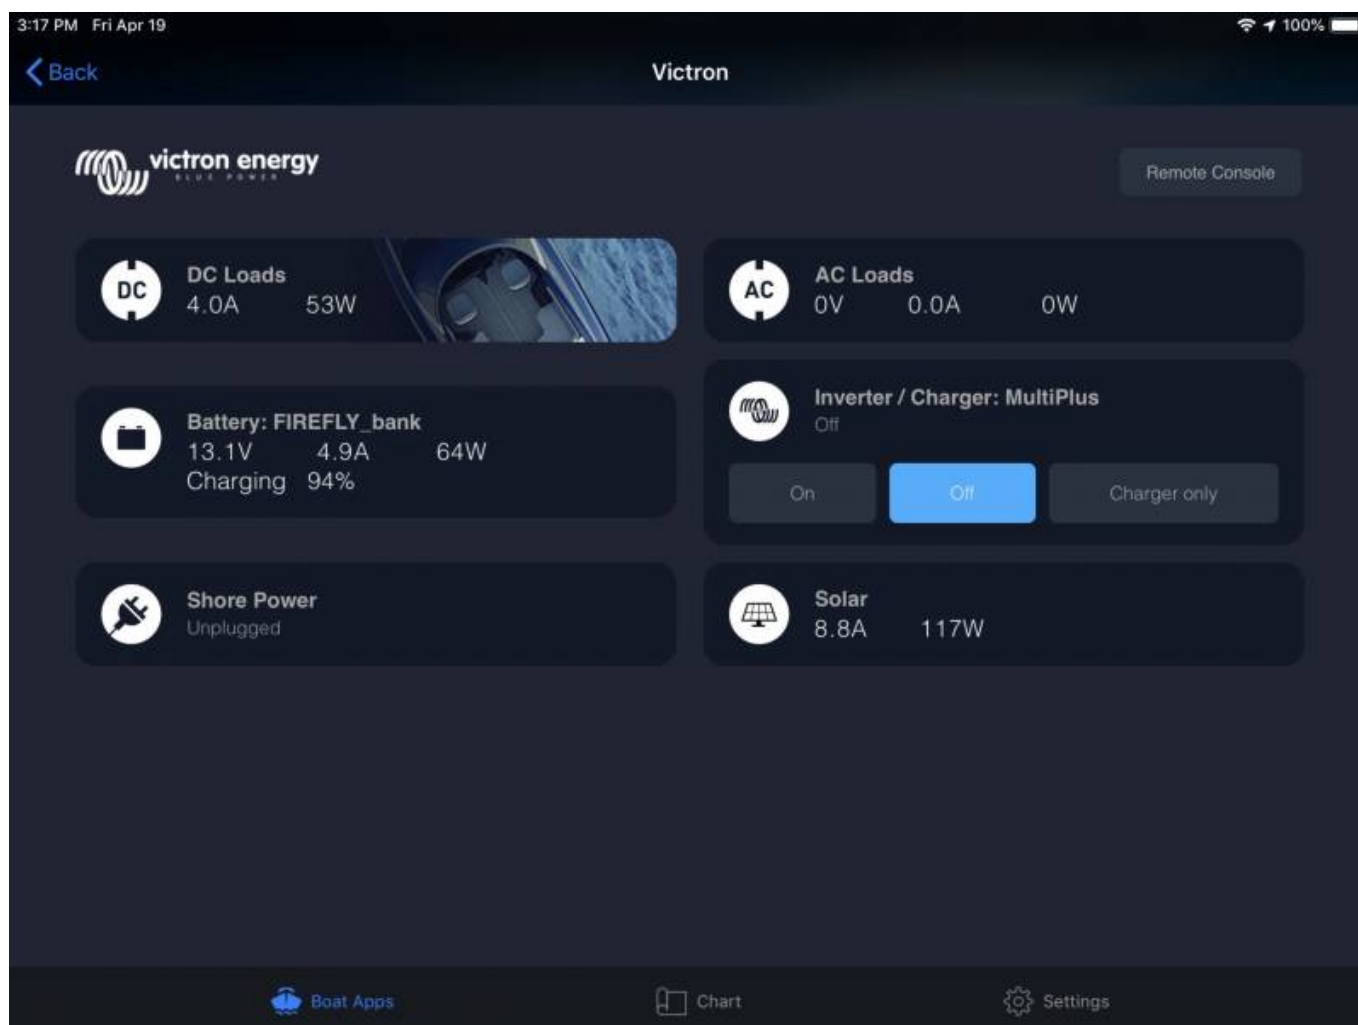 3:17 PM Fri Apr 19
100%
Back
Victron
victron energy
BLUE POWER
Remote Console
DC
DC Loads
4.0A 53W
AC
AC Loads
0V 0.0A 0W
Battery: FIREFLY_bank
13.1V 4.9A 64W
Charging 94%
Inverter / Charger: MultiPlus
Off
On Off Charger only
Shore Power
Unplugged
Solar
8.8A 117W
Boat Apps Chart Settings